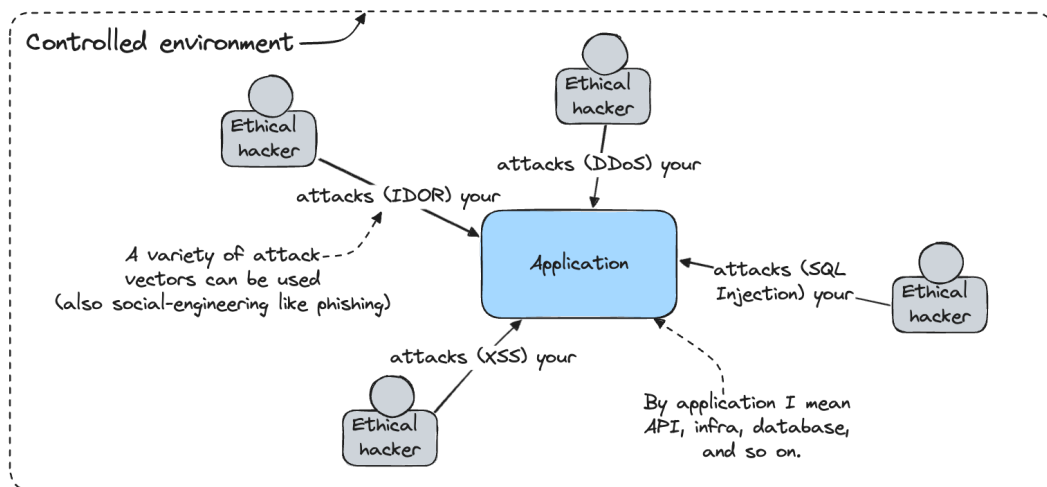 Controlled environment
Ethical
hacker
Ethical
hacker
attacks (DDoS) your
attacks (IDOR) your
A variety of attack
vectors can be used
(also social-engineering like phishing)
Application
attacks (SQL
Injection) your
Ethical
hacker
attacks (XSS) your
Ethical
hacker
By application I mean
API, infra, database,
and so on.